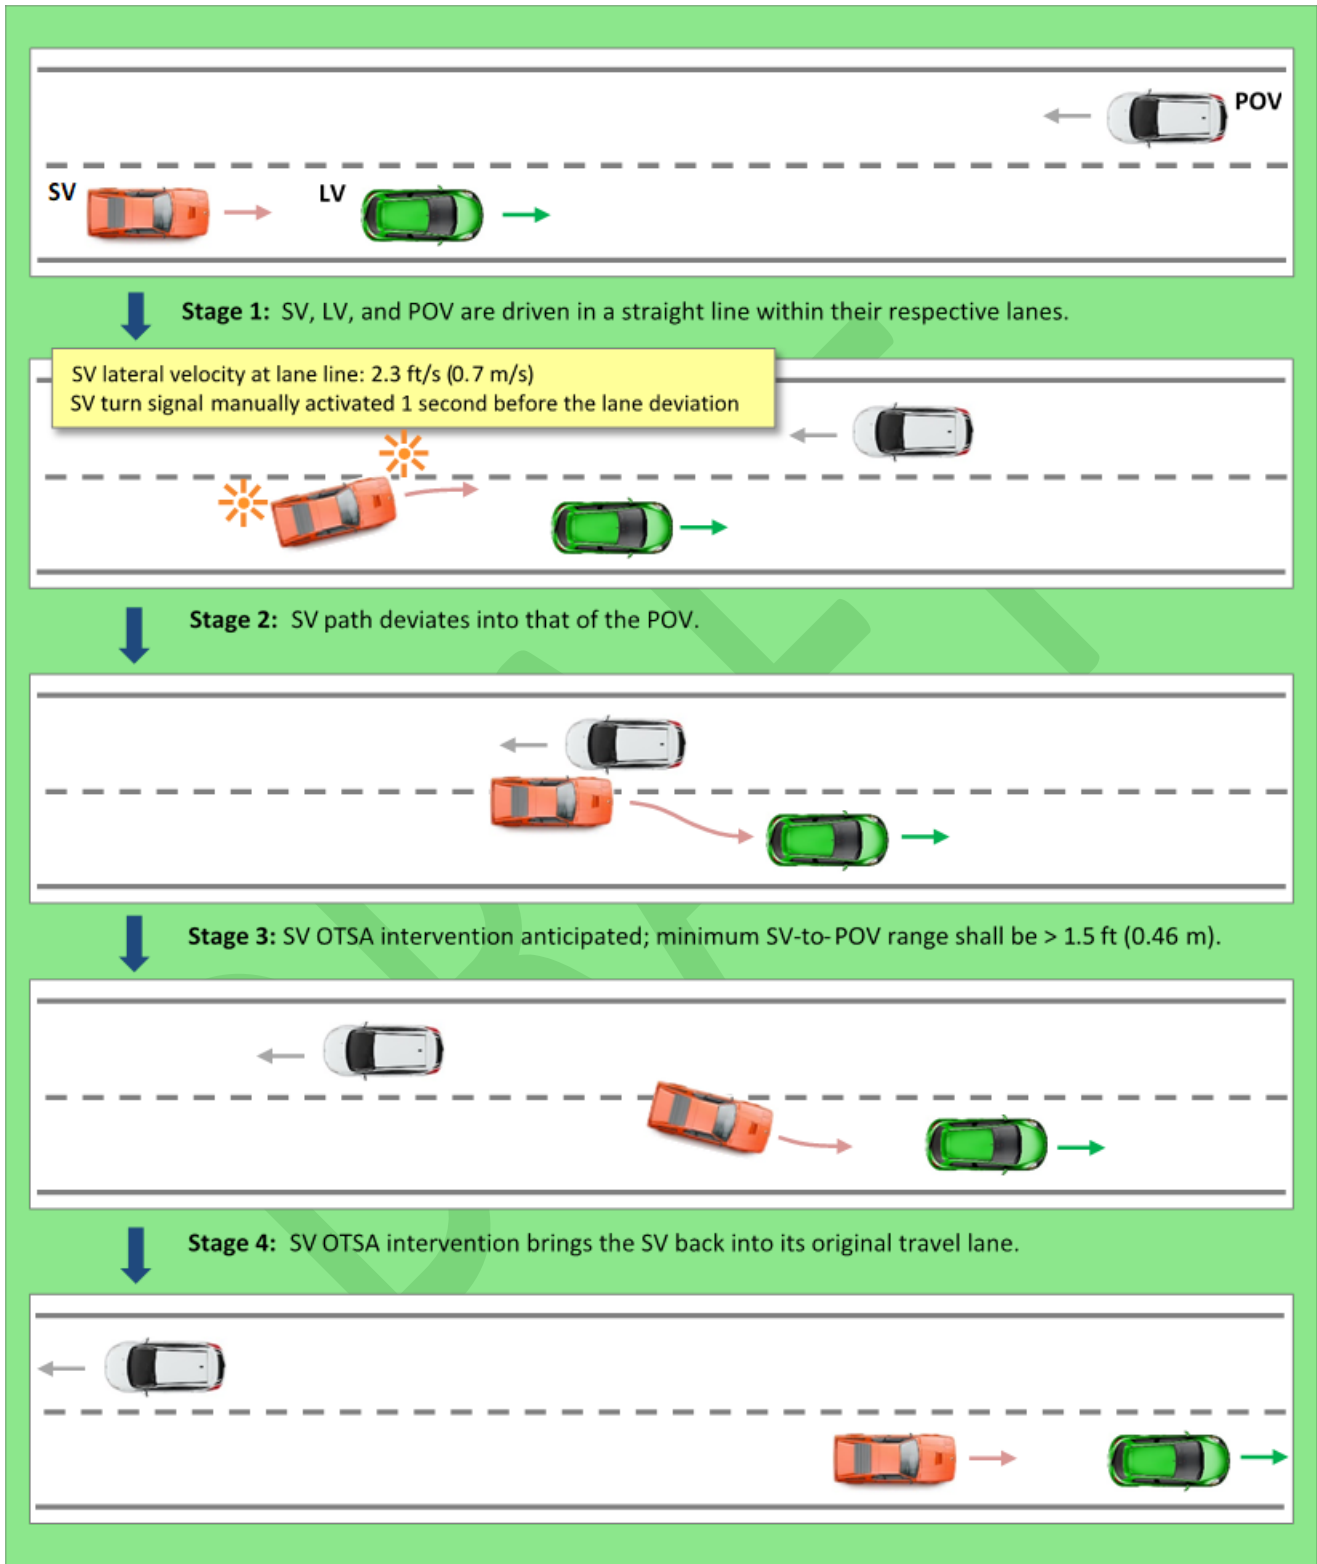 POV
SV
LV
Stage 1: SV, LV, and POV are driven in a straight line within their respective lanes.
SV lateral velocity at lane line: 2.3 ft/s (0.7 m/s)
SV turn signal manually activated 1 second before the lane deviation
Stage 2: SV path deviates into that of the POV.
Stage 3: SV OTSA intervention anticipated; minimum SV-to-POV range shall be > 1.5 ft (0.46 m).
Stage 4: SV OTSA intervention brings the SV back into its original travel lane.
DRAFT